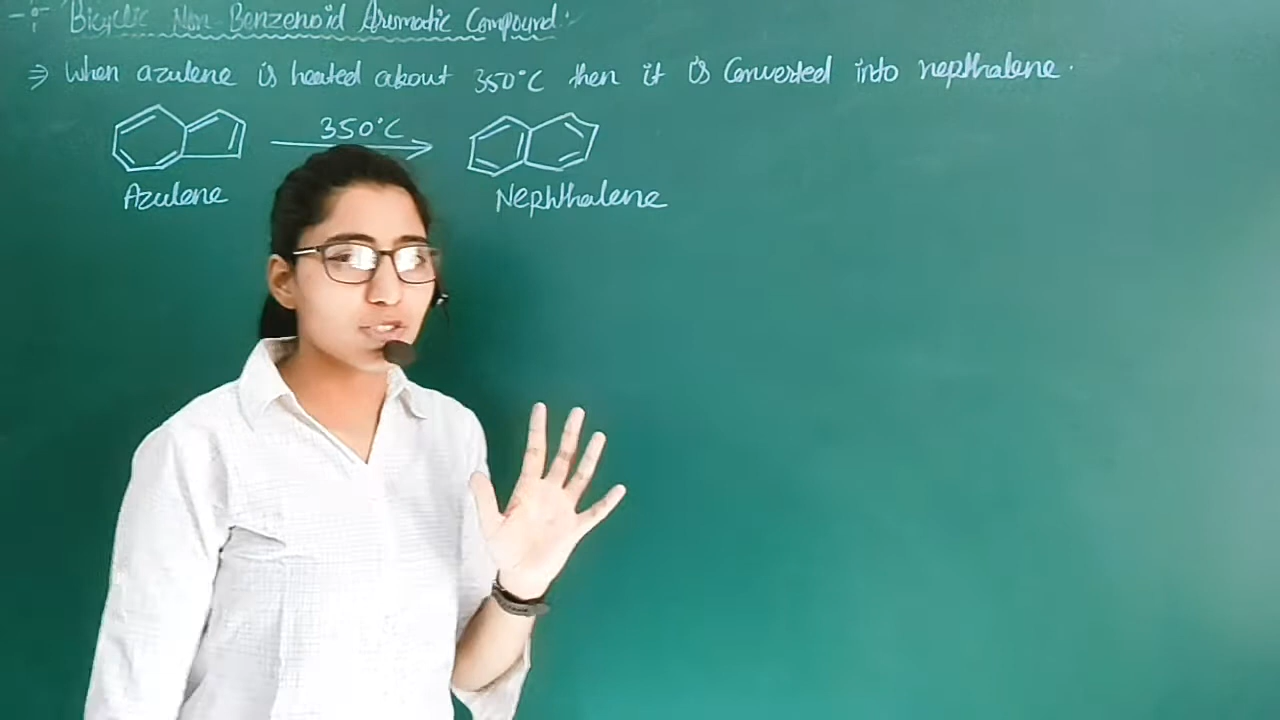 Bicyclic Non-Benzenoid Aromatic Compound:
⇒ When azulene is heated about 350°C then it is Converted into nepthalene.
350°C
Azulene
Nephthalene